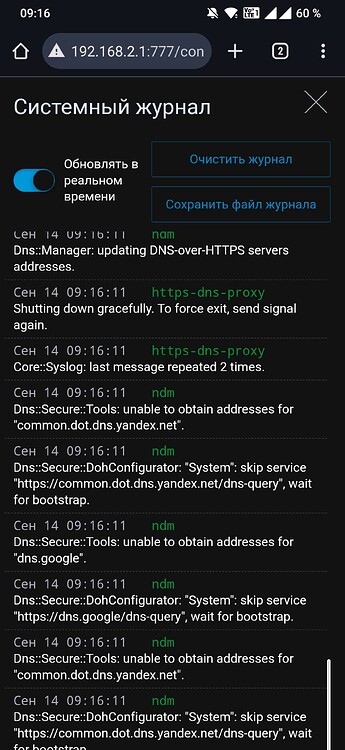 09:16
VoLTE 1
60 %
192.168.2.1:777/con
2
Системный журнал
Обновлять в
реальном
времени
Очистить журнал
Сохранить файл журнала
Сен 14 09:16:11 ndm
Dns::Manager: updating DNS-over-HTTPS servers
addresses.
Сен 14 09:16:11 https-dns-proxy
Shutting down gracefully. To force exit, send signal
again.
Сен 14 09:16:11 https-dns-proxy
Core::Syslog: last message repeated 2 times.
Сен 14 09:16:11 ndm
Dns::Secure::Tools: unable to obtain addresses for
"common.dot.dns.yandex.net".
Сен 14 09:16:11 ndm
Dns::Secure::DohConfigurator: "System": skip service
"https://common.dot.dns.yandex.net/dns-query", wait
for bootstrap.
Сен 14 09:16:11 ndm
Dns::Secure::Tools: unable to obtain addresses for
"dns.google".
Сен 14 09:16:11 ndm
Dns::Secure::DohConfigurator: "System": skip service
"https://dns.google/dns-query", wait for bootstrap.
Сен 14 09:16:11 ndm
Dns::Secure::Tools: unable to obtain addresses for
"common.dot.dns.yandex.net".
Сен 14 09:16:11 ndm
Dns::Secure::DohConfigurator: "System": skip service
"https://common.dot.dns.yandex.net/dns-query", wait
for bootstrap.